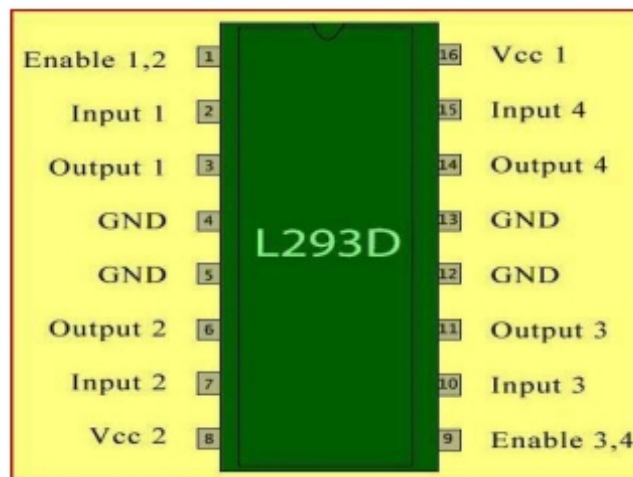 Enable 1,2 1 16 Vcc 1
Input 1 2 15 Input 4
Output 1 3 14 Output 4
GND 4 13 GND
L293D
GND 5 12 GND
Output 2 6 11 Output 3
Input 2 7 10 Input 3
Vcc 2 8 9 Enable 3,4